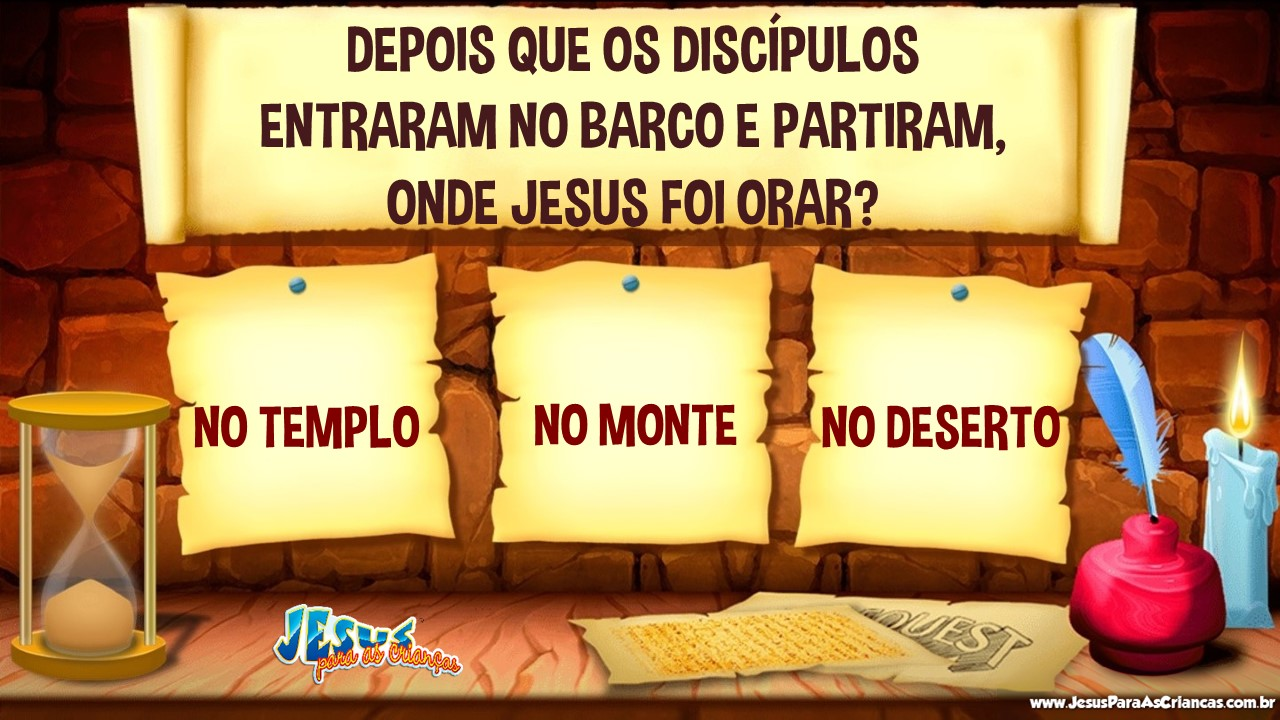 DEPOIS QUE OS DISCÍPULOS
ENTRARAM NO BARCO E PARTIRAM,
ONDE JESUS FOI ORAR?
NO TEMPLO
NO MONTE
NO DESERTO
JESUS
para as crianças
QUEST
www.JesusParaAsCriancas.com.br